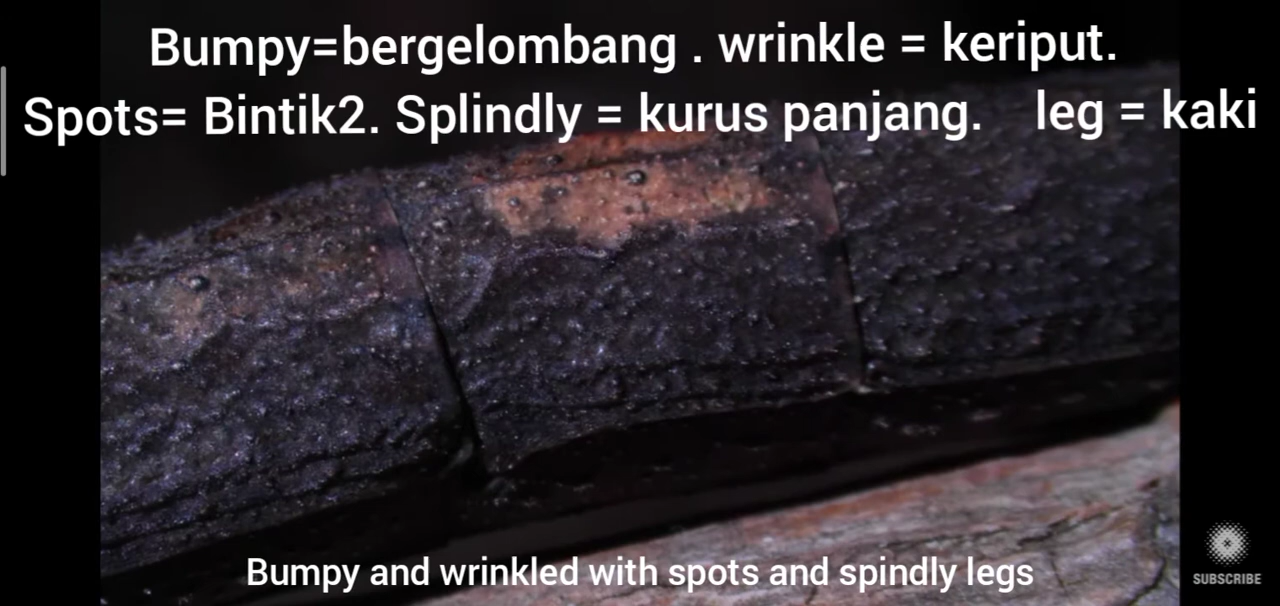 Bumpy=bergelombang . wrinkle = keriput.
Spots= Bintik2. Splindly = kurus panjang. leg = kaki
Bumpy and wrinkled with spots and spindly legs
SUBSCRIBE